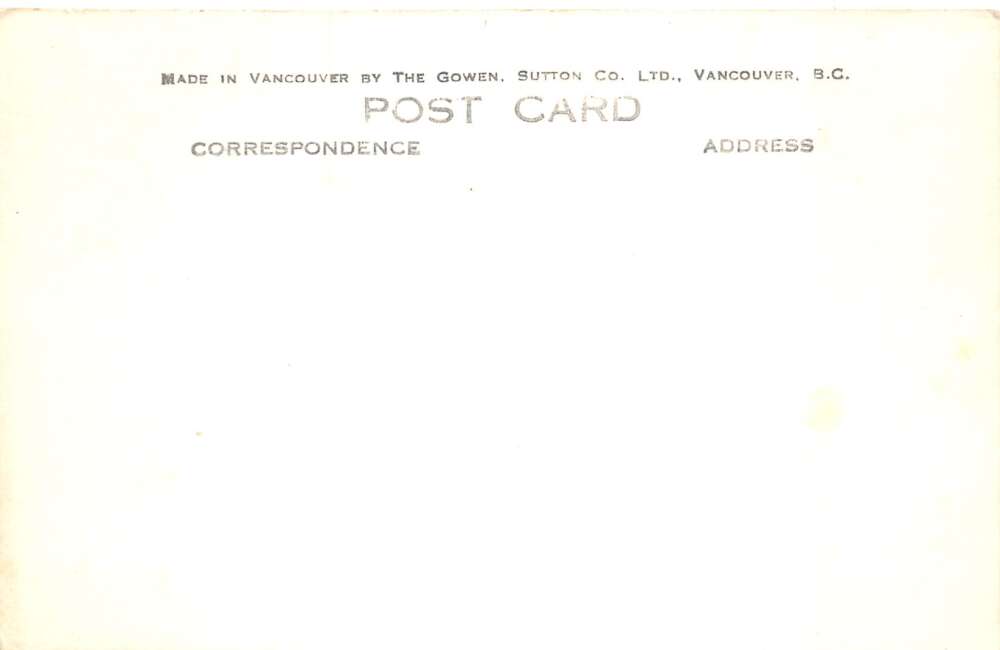 MADE IN VANCOUVER BY THE GOWEN, SUTTON CO. LTD., VANCOUVER, B.C.
POST CARD
CORRESPONDENCE ADDRESS